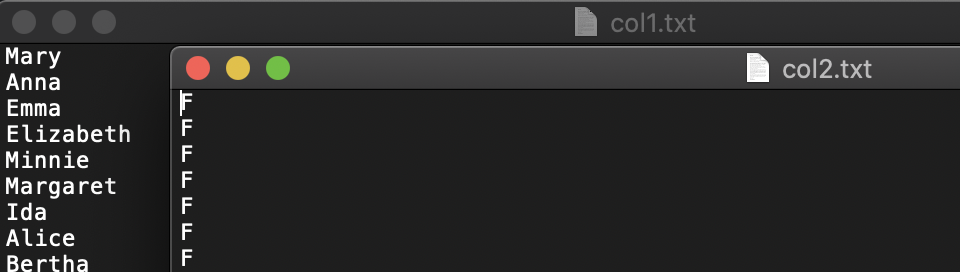 col1.txt
Mary
Anna
Emma
Elizabeth
Minnie
Margaret
Ida
Alice
Bertha
col2.txt
F
F
F
F
F
F
F